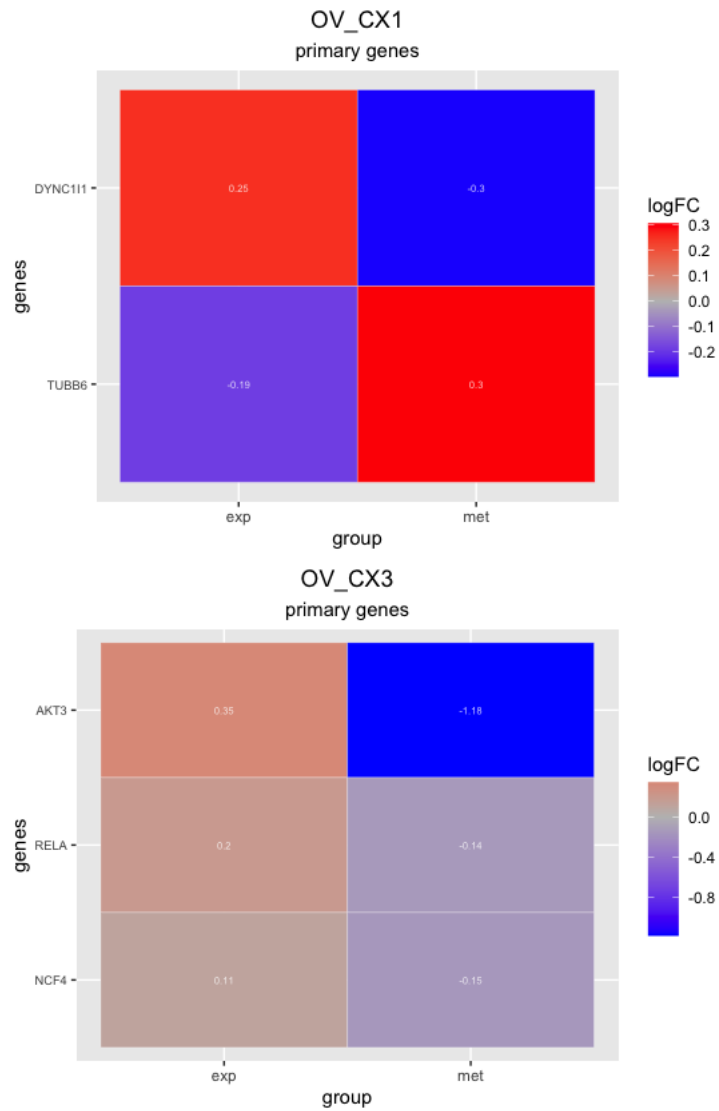 OV_CX1
primary genes
genes
DYNC1I1
0.25
-0.3
TUBB6
-0.19
0.3
exp
met
group
logFC
0.3
0.2
0.1
0.0
-0.1
-0.2
OV_CX3
primary genes
genes
AKT3
0.35
-1.18
RELA
0.2
-0.14
NCF4
0.11
-0.15
exp
met
group
logFC
0.0
-0.4
-0.8